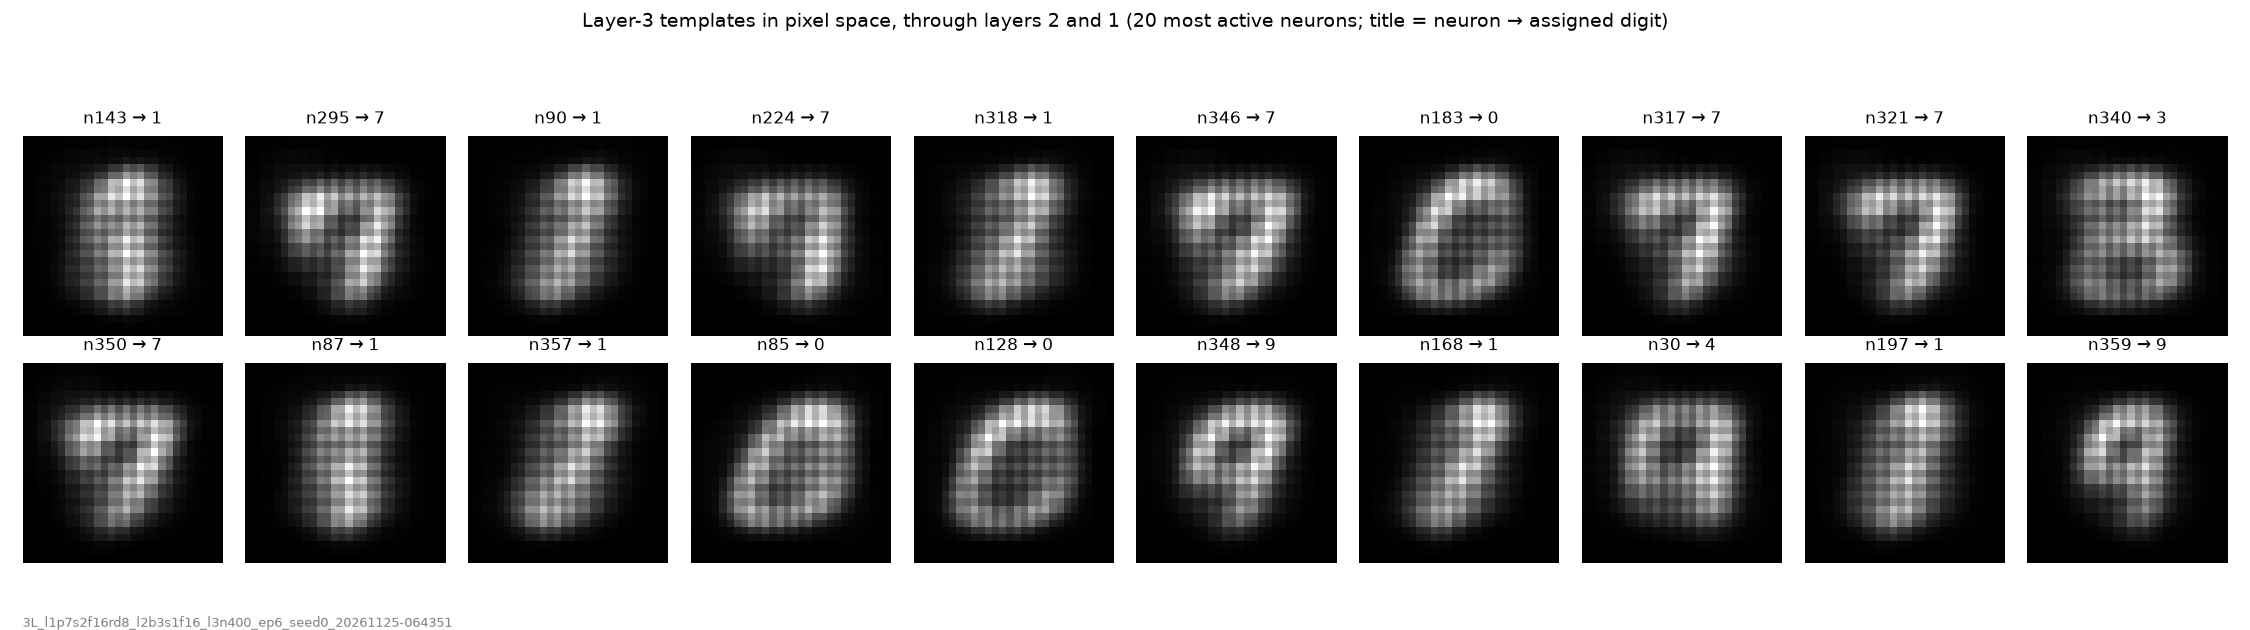 Layer-3 templates in pixel space, through layers 2 and 1 (20 most active neurons; title = neuron → assigned digit)
n143 → 1 n295 → 7 n90 → 1 n224 → 7 n318 → 1 n346 → 7 n183 → 0 n317 → 7 n321 → 7 n340 → 3
n350 → 7 n87 → 1 n357 → 1 n85 → 0 n128 → 0 n348 → 9 n168 → 1 n30 → 4 n197 → 1 n359 → 9
3L_l1p7s2f16rd8_l2b3s1f16_l3n400_ep6_seed0_20261125-064351